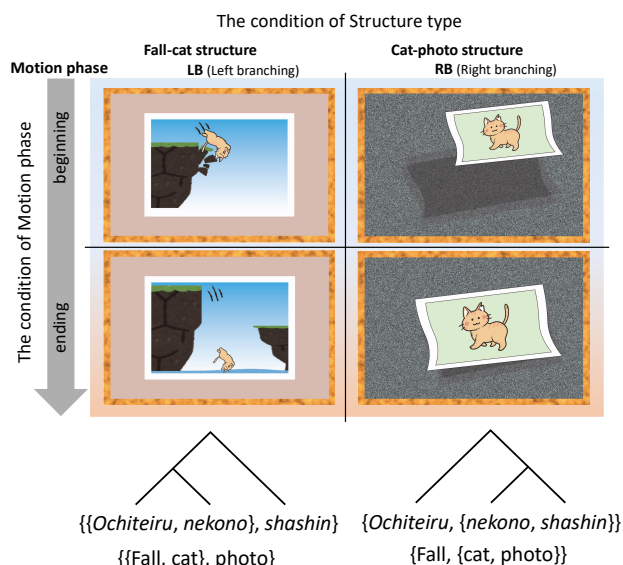 The condition of Structure type
Fall-cat structure
LB (Left branching)
Cat-photo structure
RB (Right branching)
Motion phase
The condition of Motion phase
beginning
ending
{{Ochiteiru, nekono}, shashin}
{Ochiteiru, {nekono, shashin}}
{{Fall, cat}, photo}
{Fall, {cat, photo}}